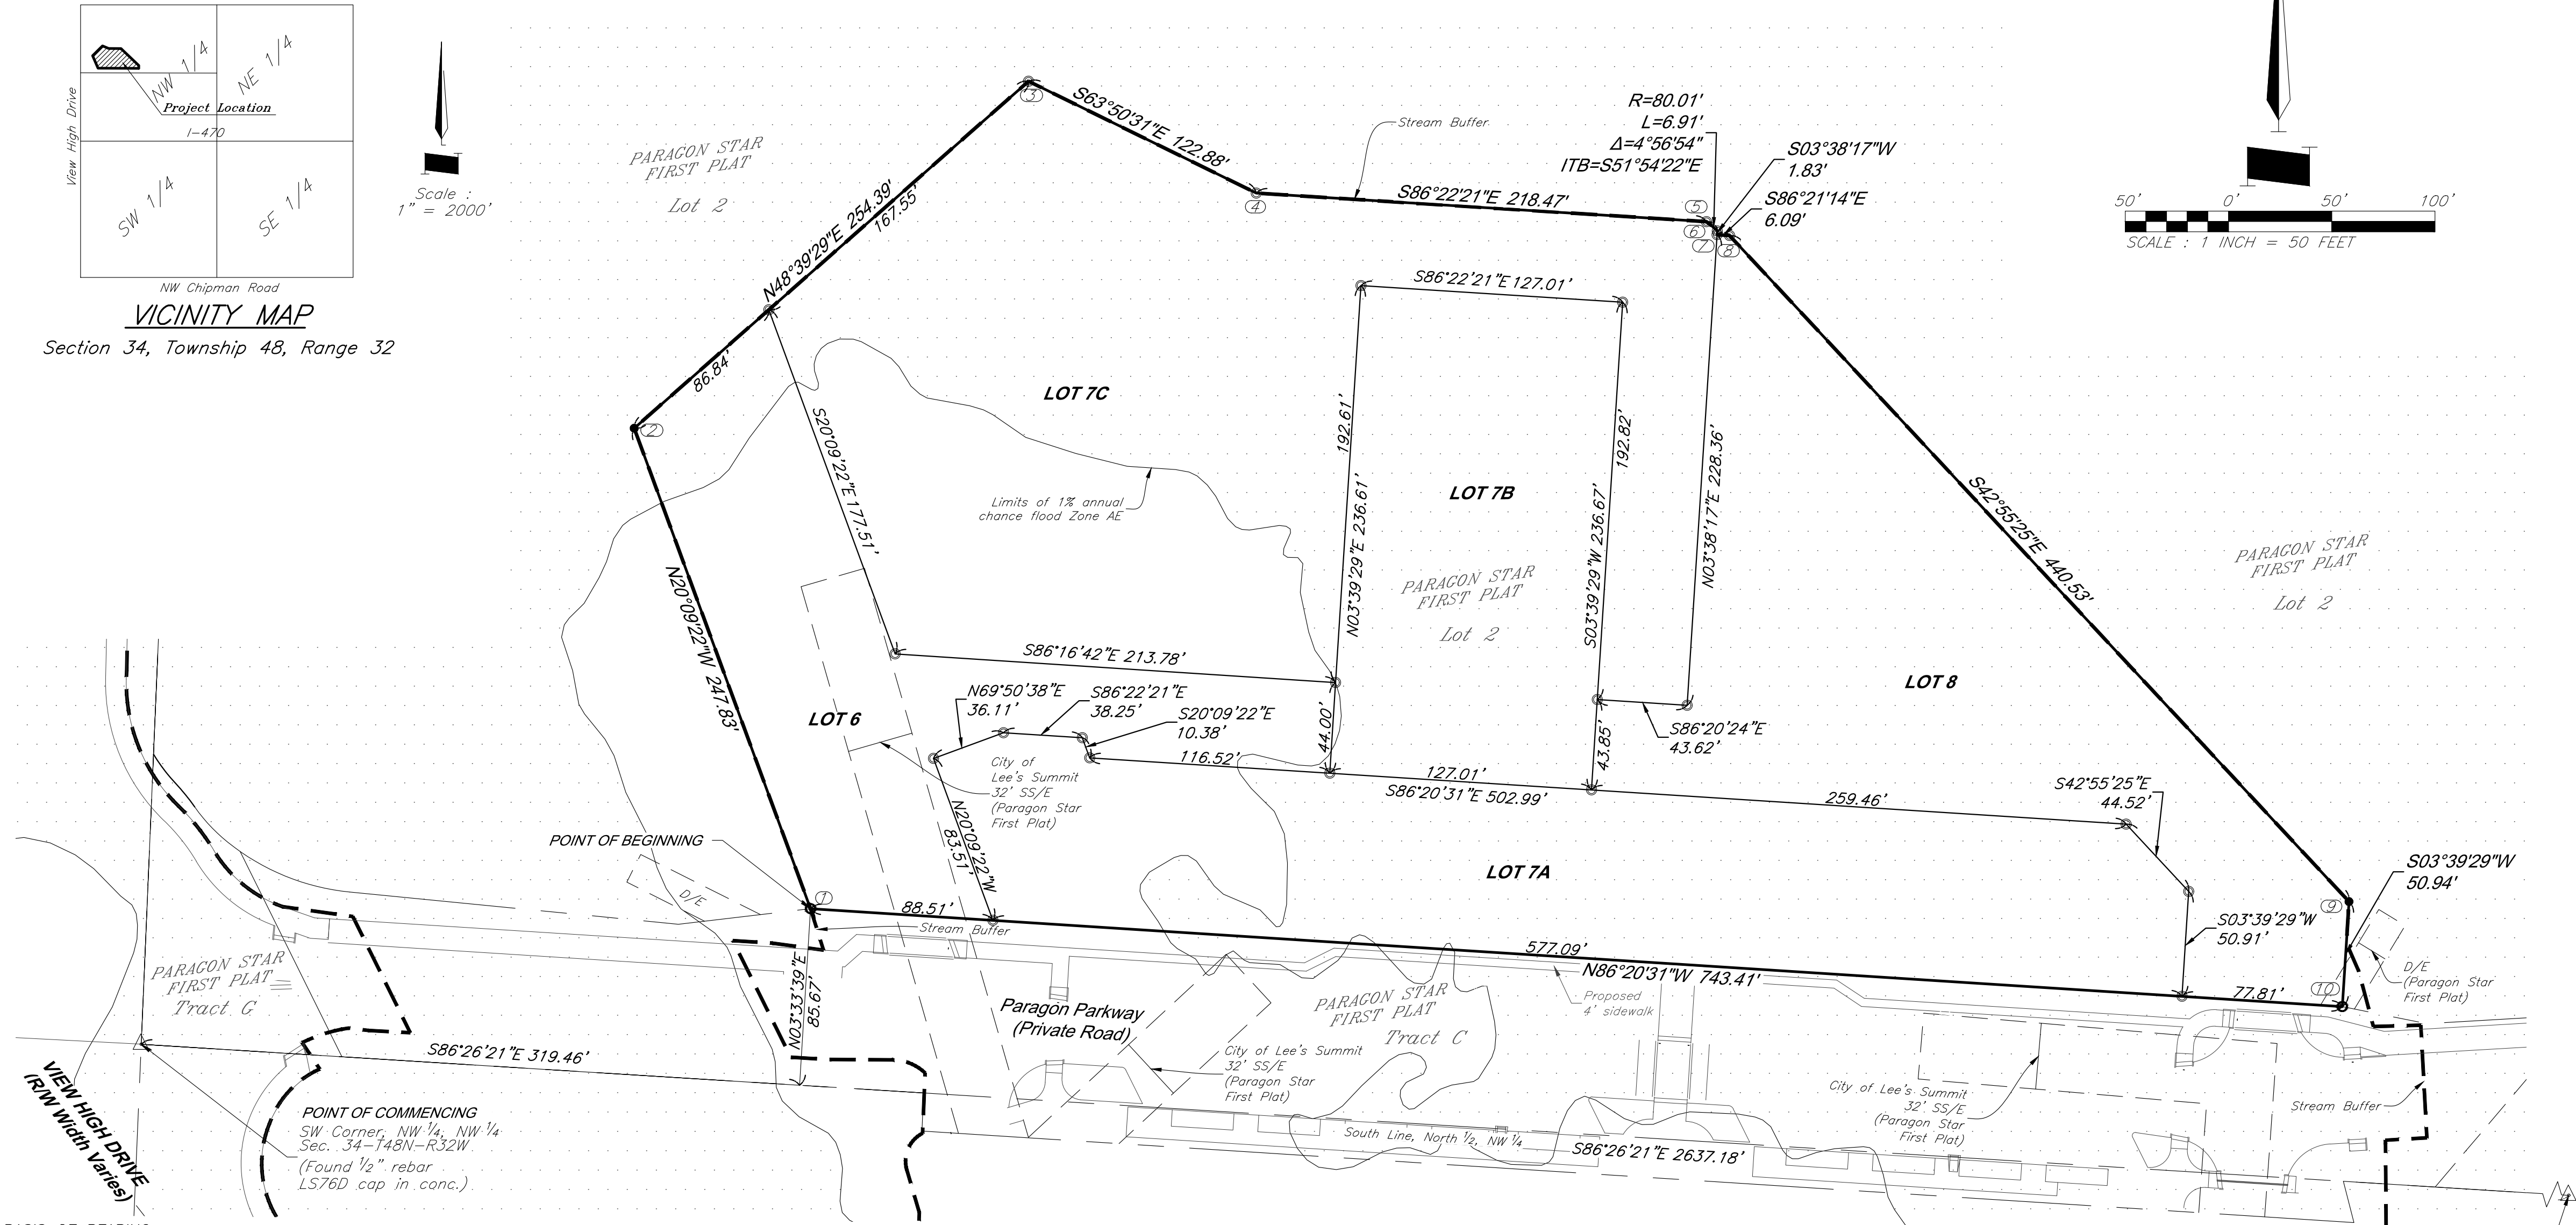 NW 1/4
NE 1/4
SW 1/4
SE 1/4
Project Location
I-470
View High Drive
NW Chipman Road
VICINITY MAP
Section 34, Township 48, Range 32
Scale :
1" = 2000'
50' 0' 50' 100'
SCALE : 1 INCH = 50 FEET
PARAGON STAR
FIRST PLAT
Lot 2
N48°39'29"E 254.39'
167.55'
86.84'
3
S63°50'31"E 122.88'
4
Stream Buffer
S86°22'21"E 218.47'
R=80.01'
L=6.91'
Δ=4°56'54"
ITB=S51°54'22"E
S03°38'17"W
1.83'
S86°21'14"E
6.09'
5
6
7
8
2
S86°22'21"E 127.01'
LOT 7C
S20°09'22"E 177.51'
Limits of 1% annual
chance flood Zone AE
192.61'
N03°39'29"E 236.61'
LOT 7B
192.82'
S03°39'29"W 236.67'
N03°38'17"E 228.36'
PARAGON STAR
FIRST PLAT
Lot 2
S42°55'25"E 440.53'
PARAGON STAR
FIRST PLAT
Lot 2
N20°09'22"W 247.83'
LOT 6
S86°16'42"E 213.78'
N69°50'38"E
36.11'
S86°22'21"E
38.25'
S20°09'22"E
10.38'
LOT 8
S86°20'24"E
43.62'
44.00'
43.85'
116.52'
127.01'
S86°20'31"E 502.99'
259.46'
S42°55'25"E
44.52'
City of
Lee's Summit
32' SS/E
(Paragon Star
First Plat)
N20°09'22"W
83.51'
POINT OF BEGINNING
D/E
1
88.51'
Stream Buffer
LOT 7A
S03°39'29"W
50.94'
9
S03°39'29"W
50.91'
577.09'
N86°20'31"W 743.41'
77.81'
10
D/E
(Paragon Star
First Plat)
PARAGON STAR
FIRST PLAT
Tract G
N03°33'39"E
85.67'
Paragon Parkway
(Private Road)
PARAGON STAR
FIRST PLAT
Tract C
Proposed
4' sidewalk
S86°26'21"E 319.46'
City of Lee's Summit
32' SS/E
(Paragon Star
First Plat)
City of Lee's Summit
32' SS/E
(Paragon Star
First Plat)
Stream Buffer
VIEW HIGH DRIVE
(R/W Width Varies)
POINT OF COMMENCING
SW Corner, NW ¼, NW ¼
Sec. 34-T48N-R32W
(Found ½" rebar
LS76D cap in conc.)
South Line, North ½, NW ¼
S86°26'21"E 2637.18'